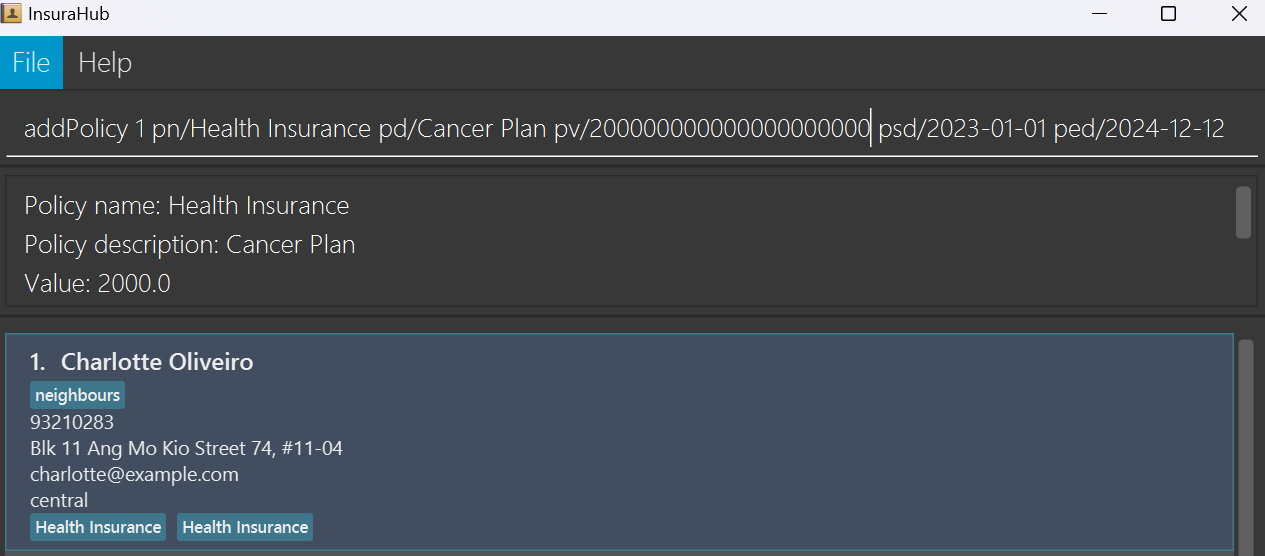 InsuraHub
File Help
addPolicy 1 pn/Health Insurance pd/Cancer Plan pv/200000000000000000000 psd/2023-01-01 ped/2024-12-12
Policy name: Health Insurance
Policy description: Cancer Plan
Value: 2000.0
1. Charlotte Oliveiro
neighbours
93210283
Blk 11 Ang Mo Kio Street 74, #11-04
charlotte@example.com
central
Health Insurance Health Insurance